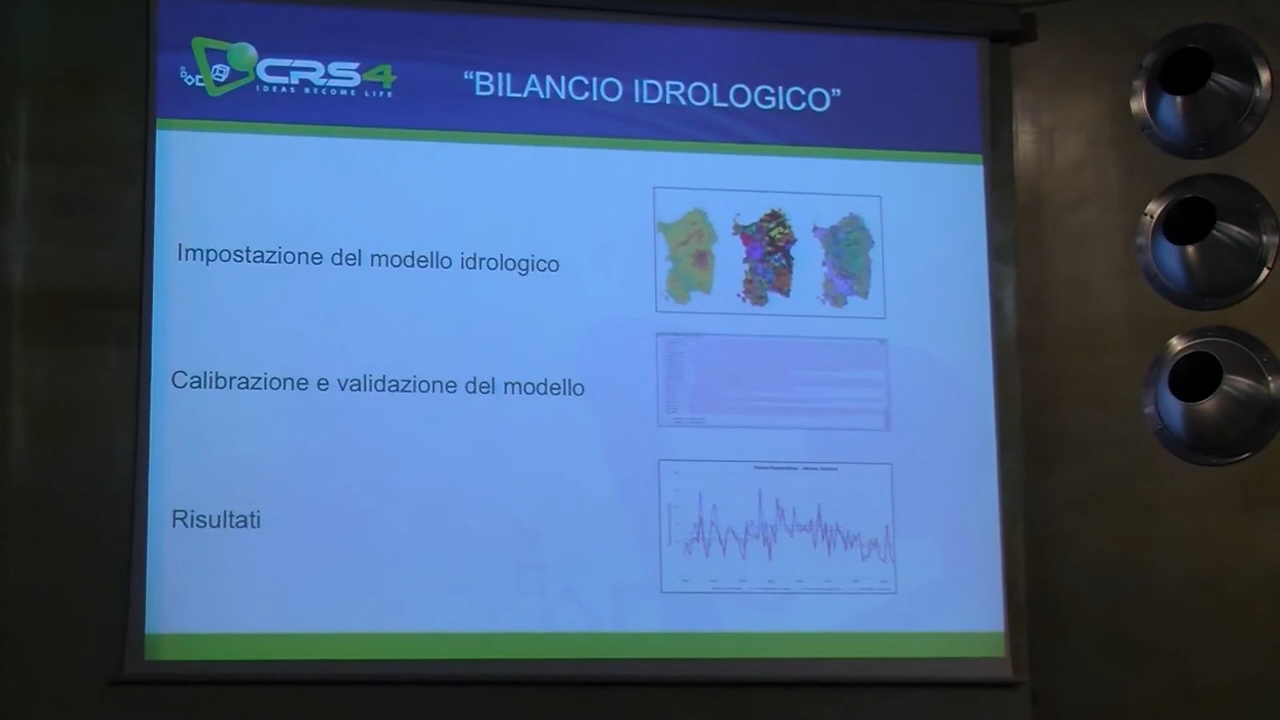 CRS4
IDEAS BECOME LIFE
“BILANCIO IDROLOGICO”
Impostazione del modello idrologico
Calibrazione e validazione del modello
Risultati